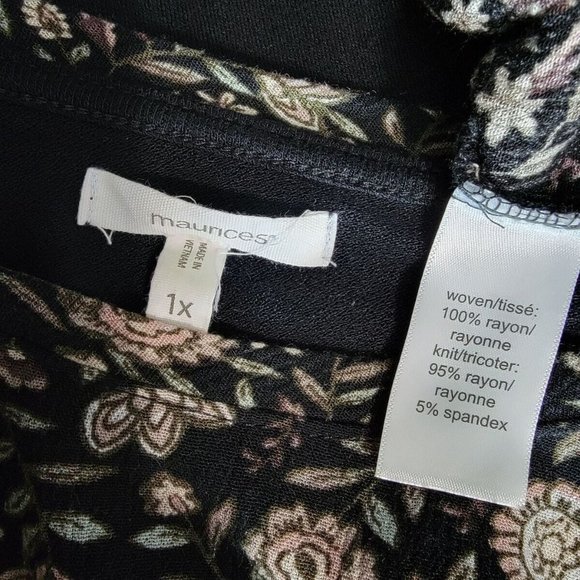 maurices
MADE IN
VIETNAM
1x
woven/tissé:
100% rayon/
rayonne
knit/tricoter:
95% rayon/
rayonne
5% spandex